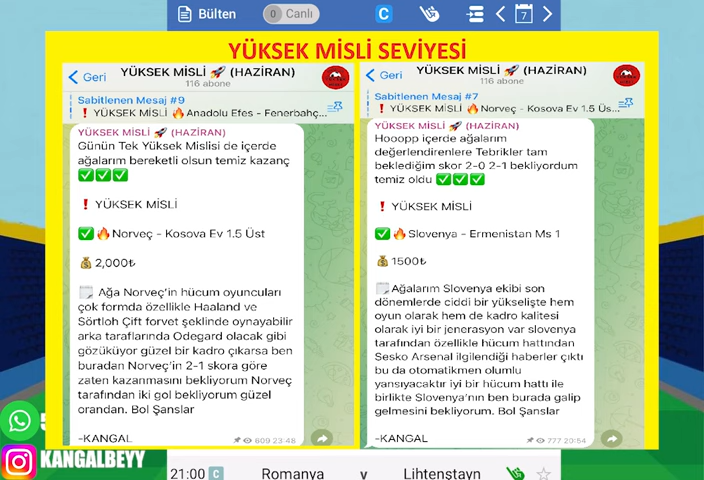 Bülten
0 Canlı
C
7
YÜKSEK MİSLİ SEVİYESİ
Geri
YÜKSEK MİSLİ 🚀 (HAZİRAN)
116 abone
Sabitlenen Mesaj #9
❗ YÜKSEK MİSLİ 🔥Anadolu Efes - Fenerbahç...
YÜKSEK MİSLİ 🚀 (HAZİRAN)
Günün Tek Yüksek Mislisi de içerde
ağalarım bereketli olsun temiz kazanç
✅✅✅
❗ YÜKSEK MİSLİ
✅🔥Norveç - Kosova Ev 1.5 Üst
💰2,000₺
🗒️ Ağa Norveç’in hücum oyuncuları
çok formda özellikle Haaland ve
Sörtloh Çift forvet şeklinde oynayabilir
arka taraflarında Odegard olacak gibi
gözüküyor güzel bir kadro çıkarsa ben
buradan Norveç’in 2-1 skora göre
zaten kazanmasını bekliyorum Norveç
tarafından iki gol bekliyorum güzel
orandan. Bol Şanslar
-KANGAL
609 23:48
Geri
YÜKSEK MİSLİ 🚀 (HAZİRAN)
116 abone
Sabitlenen Mesaj #7
❗ YÜKSEK MİSLİ 🔥Norveç - Kosova Ev 1.5 Üs...
YÜKSEK MİSLİ 🚀 (HAZİRAN)
Hooopp içerde ağalarım
değerlendirenlere Tebrikler tam
beklediğim skor 2-0 2-1 bekliyordum
temiz oldu ✅✅✅
❗ YÜKSEK MİSLİ
✅🔥Slovenya - Ermenistan Ms 1
💰1500₺
🗒️Ağalarım Slovenya ekibi son
dönemlerde ciddi bir yükselişte hem
oyun olarak hem de kadro kalitesi
olarak iyi bir jenerasyon var slovenya
tarafından özellikle hücum hattından
Sesko Arsenal ilgilendiği haberler çıktı
bu da otomatikmen olumlu
yansıyacaktır iyi bir hücum hattı ile
birlikte Slovenya’nın ben burada galip
gelmesini bekliyorum. Bol Şanslar
-KANGAL
777 20:54
KANGALBEYY
21:00 C Romanya v Lihtenştayn